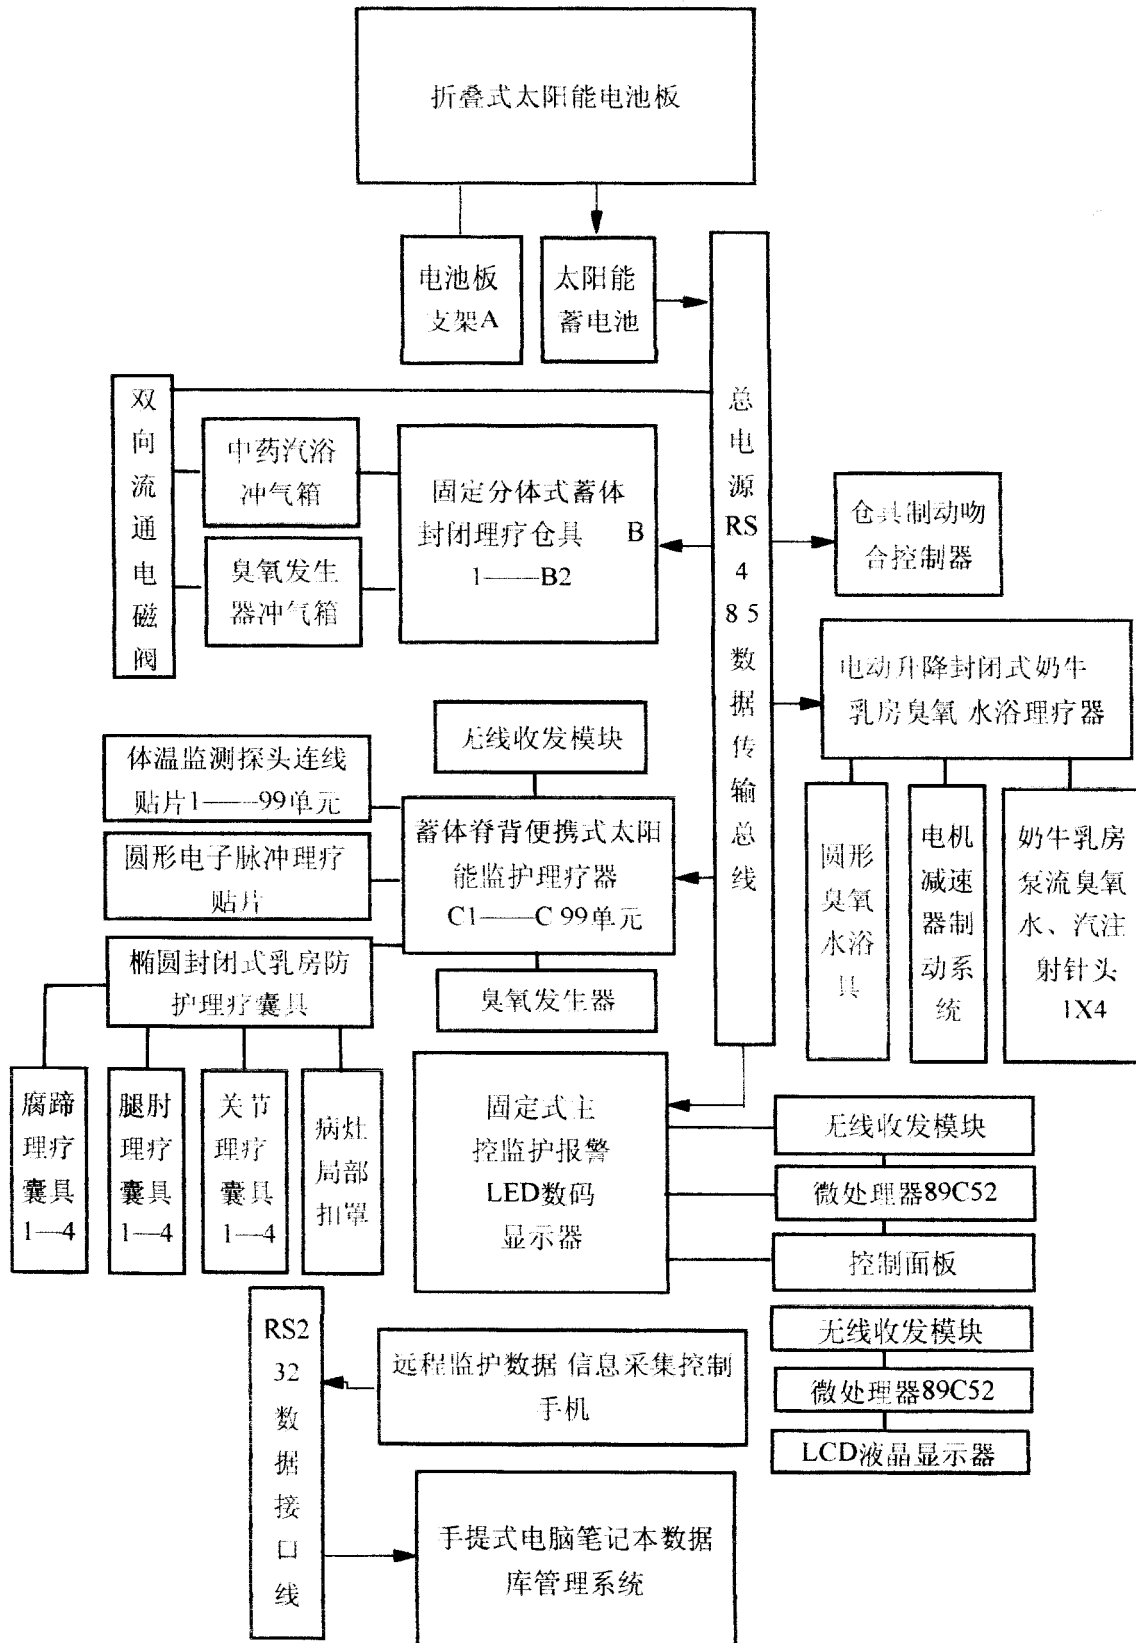 折叠式太阳能电池板
电池板
支架A
太阳能
蓄电池
双
向
流
通
电
磁
阀
中药汽浴
冲气箱
臭氧发生
器冲气箱
固定分体式蓄体
封闭理疗仓具 B
1——B2
总
电
源
RS
4
8 5
数
据
传
输
总
线
仓具制动吻
合控制器
电动升降封闭式奶牛
乳房臭氧 水浴理疗器
圆形
臭氧
水浴
具
电机
减速
器制
动系
统
奶牛乳房
泵流臭氧
水、汽注
射针头
1X4
无线收发模块
体温监测探头连线
贴片1——99单元
圆形电子脉冲理疗
贴片
蓄体脊背便携式太阳
能监护理疗器
C1——C 99单元
椭圆封闭式乳房防
护理疗囊具
臭氧发生器
腐蹄
理疗
囊具
1—4
腿肘
理疗
囊具
1—4
关节
理疗
囊具
1—4
病灶
局部
扣罩
固定式主
控监护报警
LED数码
显示器
无线收发模块
微处理器89C52
控制面板
无线收发模块
微处理器89C52
LCD液晶显示器
RS2
32
数
据
接
口
线
远程监护数据 信息采集控制
手机
手提式电脑笔记本数据
库管理系统